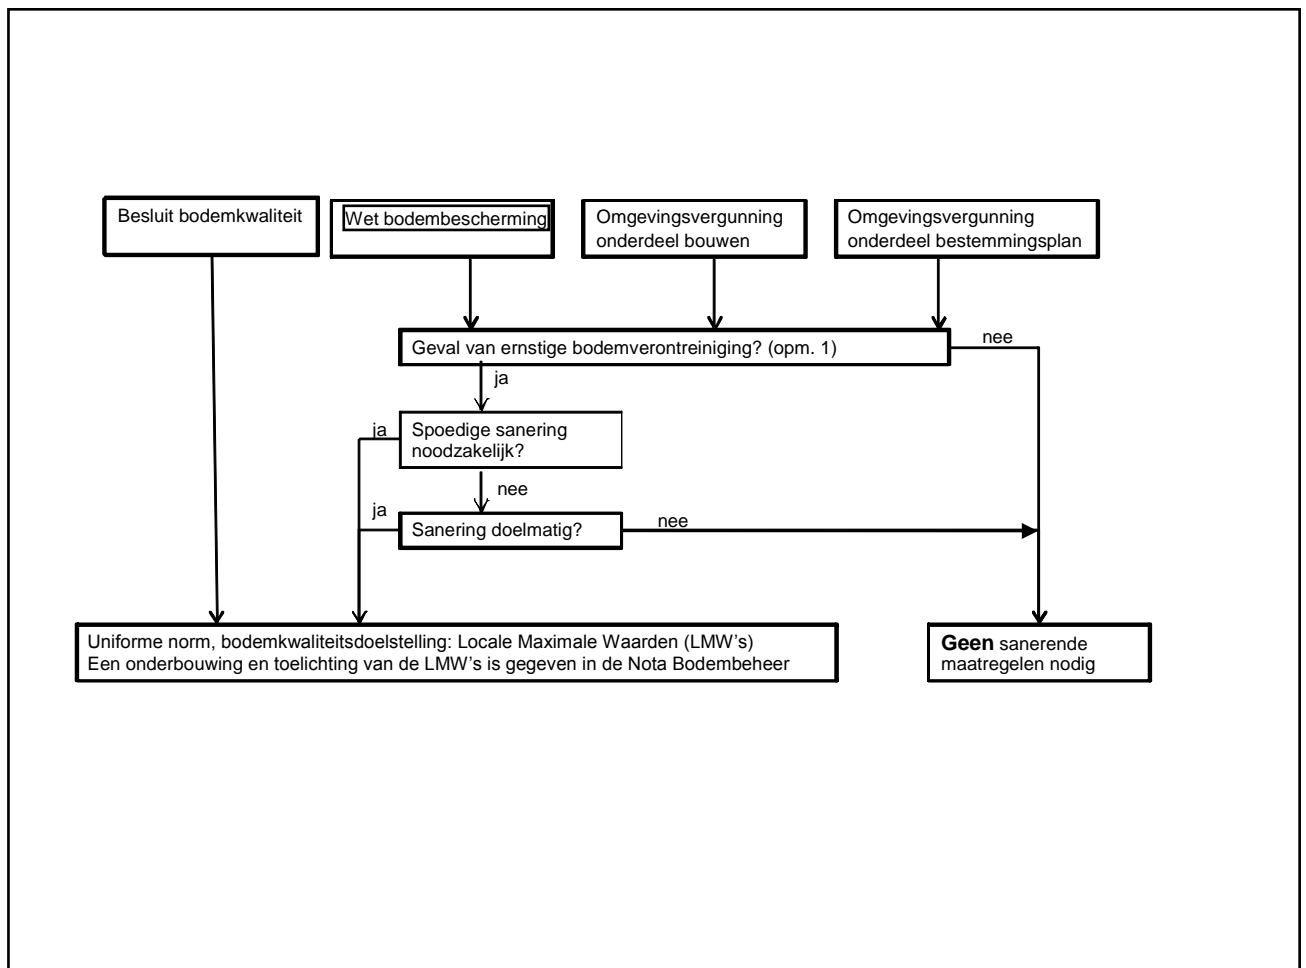 Besluit bodemkwaliteit
Wet bodembescherming
Omgevingsvergunning
onderdeel bouwen
Omgevingsvergunning
onderdeel bestemmingsplan
Geval van ernstige bodemverontreiniging? (opm. 1)
nee
ja
Spoedige sanering
noodzakelijk?
ja
nee
ja
Sanering doelmatig?
nee
Uniforme norm, bodemkwaliteitsdoelstelling: Locale Maximale Waarden (LMW’s)
Een onderbouwing en toelichting van de LMW’s is gegeven in de Nota Bodembeheer
Geen sanerende
maatregelen nodig